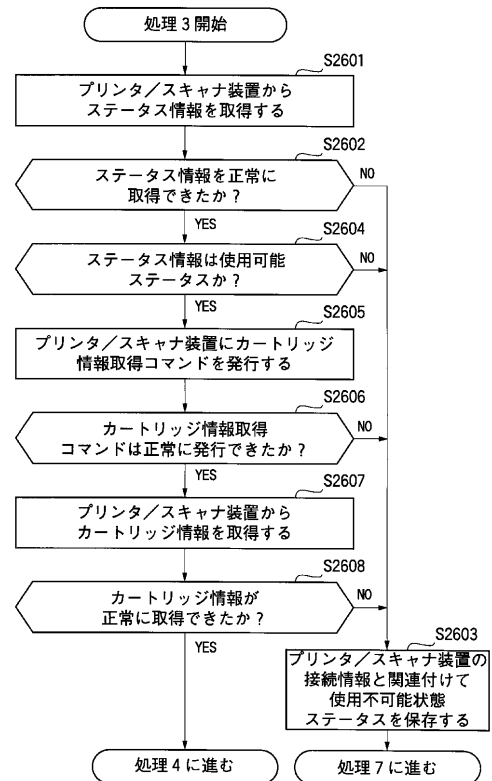 処理3開始
S2601
プリンタ／スキャナ装置から
ステータス情報を取得する
S2602
ステータス情報を正常に
取得できたか？
NO
YES
S2604
ステータス情報は使用可能
ステータスか？
NO
YES
S2605
プリンタ／スキャナ装置にカートリッジ
情報取得コマンドを発行する
S2606
カートリッジ情報取得
コマンドは正常に発行できたか？
NO
YES
S2607
プリンタ／スキャナ装置から
カートリッジ情報を取得する
S2608
カートリッジ情報が
正常に取得できたか？
NO
YES
S2603
プリンタ／スキャナ装置の
接続情報と関連付けて
使用不可能状態
ステータスを保存する
処理4に進む
処理7に進む